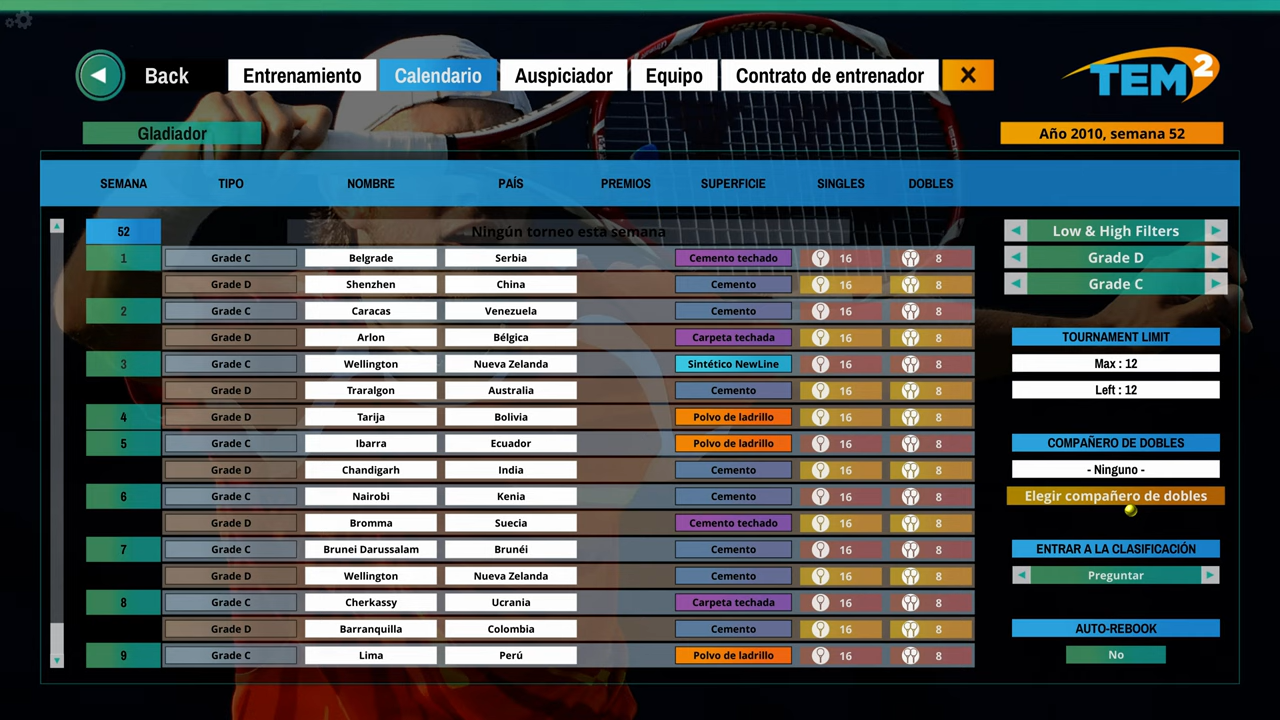 Back Entrenamiento Calendario Auspiciador Equipo Contrato de entrenador X TEM2
Gladiador Año 2010, semana 52
SEMANA TIPO NOMBRE PAÍS PREMIOS SUPERFICIE SINGLES DOBLES
52 Ningún torneo esta semana Low & High Filters
1 Grade C Belgrade Serbia Cemento techado 16 8 Grade D
Grade D Shenzhen China Cemento 16 8 Grade C
2 Grade C Caracas Venezuela Cemento 16 8
Grade D Arlon Bélgica Carpeta techada 16 8 TOURNAMENT LIMIT
3 Grade C Wellington Nueva Zelanda Sintético NewLine 16 8 Max : 12
Grade D Traralgon Australia Cemento 16 8 Left : 12
4 Grade D Tarija Bolivia Polvo de ladrillo 16 8
5 Grade C Ibarra Ecuador Polvo de ladrillo 16 8 COMPAÑERO DE DOBLES
Grade D Chandigarh India Cemento 16 8 - Ninguno -
6 Grade C Nairobi Kenia Cemento 16 8 Elegir compañero de dobles
Grade D Bromma Suecia Cemento techado 16 8
7 Grade C Brunei Darussalam Brunéi Cemento 16 8 ENTRAR A LA CLASIFICACIÓN
Grade D Wellington Nueva Zelanda Cemento 16 8 Preguntar
8 Grade C Cherkassy Ucrania Carpeta techada 16 8
Grade D Barranquilla Colombia Cemento 16 8 AUTO-REBOOK
9 Grade C Lima Perú Polvo de ladrillo 16 8 No